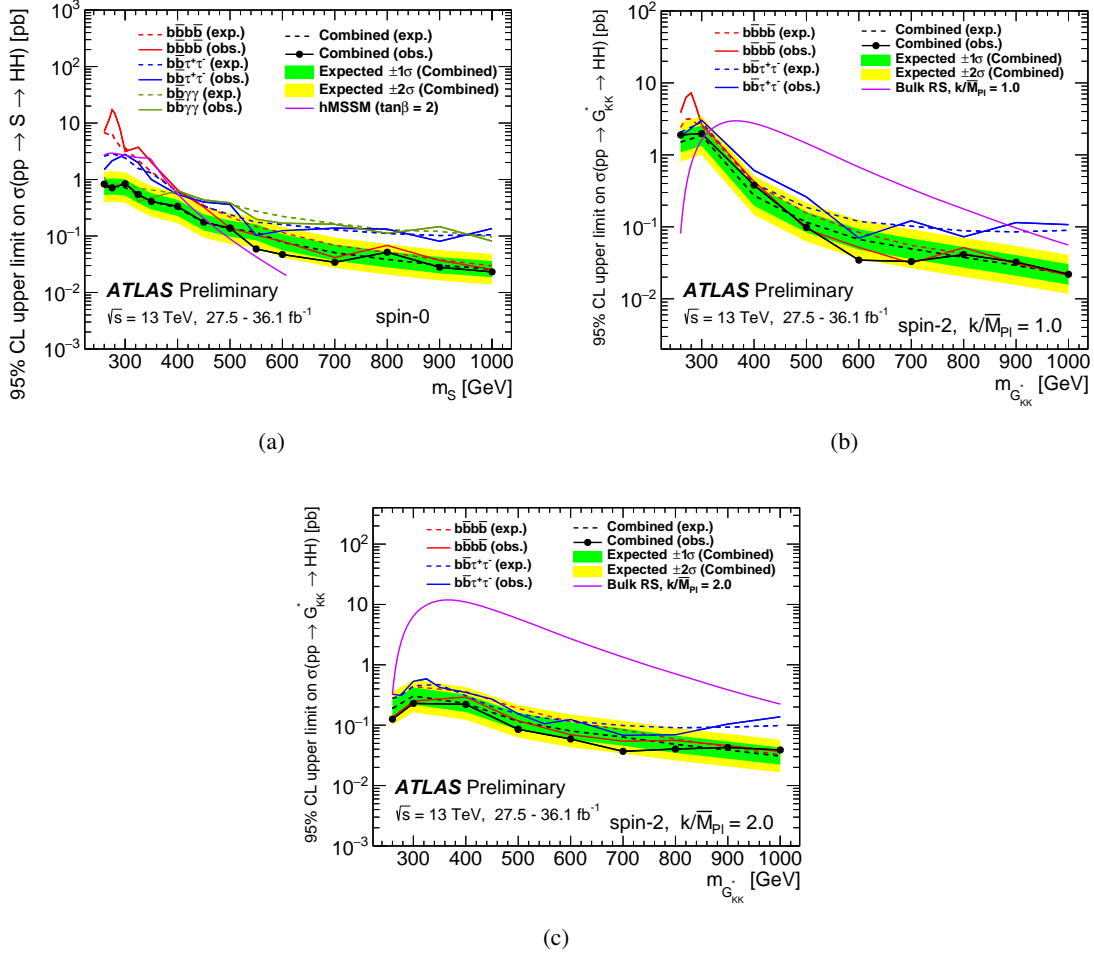 95% CL upper limit on σ(pp → S → HH) [pb]
10³
10²
10
1
10⁻¹
10⁻²
10⁻³
bb̄bb̄ (exp.)
bb̄bb̄ (obs.)
bb̄τ⁺τ⁻ (exp.)
bb̄τ⁺τ⁻ (obs.)
bb̄γγ (exp.)
bb̄γγ (obs.)
Combined (exp.)
Combined (obs.)
Expected ±1σ (Combined)
Expected ±2σ (Combined)
hMSSM (tanβ = 2)
ATLAS Preliminary
√s = 13 TeV, 27.5 - 36.1 fb⁻¹
spin-0
300 400 500 600 700 800 900 1000
m_S [GeV]
(a)
95% CL upper limit on σ(pp → G*_KK → HH) [pb]
10²
10
1
10⁻¹
10⁻²
bb̄bb̄ (exp.)
bb̄bb̄ (obs.)
bb̄τ⁺τ⁻ (exp.)
bb̄τ⁺τ⁻ (obs.)
Combined (exp.)
Combined (obs.)
Expected ±1σ (Combined)
Expected ±2σ (Combined)
Bulk RS, k/M̄_Pl = 1.0
ATLAS Preliminary
√s = 13 TeV, 27.5 - 36.1 fb⁻¹
spin-2, k/M̄_Pl = 1.0
300 400 500 600 700 800 900 1000
m_G*_KK [GeV]
(b)
95% CL upper limit on σ(pp → G*_KK → HH) [pb]
10²
10
1
10⁻¹
10⁻²
10⁻³
bb̄bb̄ (exp.)
bb̄bb̄ (obs.)
bb̄τ⁺τ⁻ (exp.)
bb̄τ⁺τ⁻ (obs.)
Combined (exp.)
Combined (obs.)
Expected ±1σ (Combined)
Expected ±2σ (Combined)
Bulk RS, k/M̄_Pl = 2.0
ATLAS Preliminary
√s = 13 TeV, 27.5 - 36.1 fb⁻¹
spin-2, k/M̄_Pl = 2.0
300 400 500 600 700 800 900 1000
m_G*_KK [GeV]
(c)